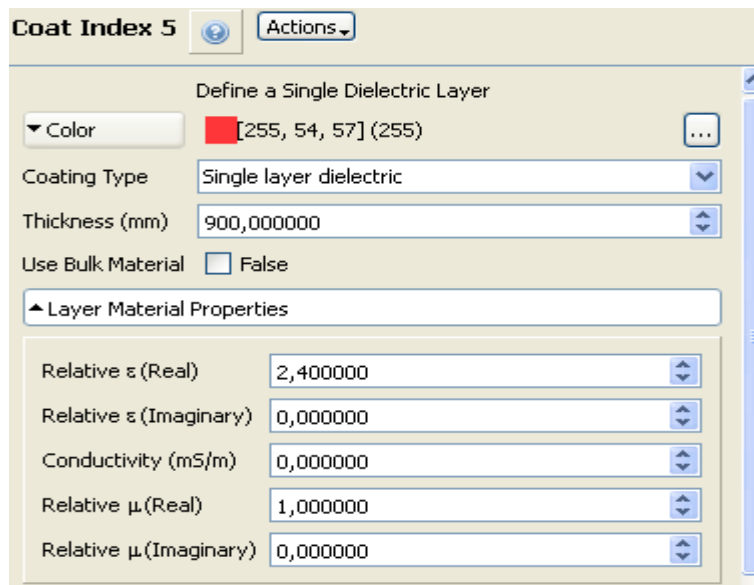 Coat Index 5 Actions
Define a Single Dielectric Layer
Color [255, 54, 57] (255) ...
Coating Type Single layer dielectric
Thickness (mm) 900,000000
Use Bulk Material False
Layer Material Properties
Relative ε (Real) 2,400000
Relative ε (Imaginary) 0,000000
Conductivity (mS/m) 0,000000
Relative μ (Real) 1,000000
Relative μ (Imaginary) 0,000000